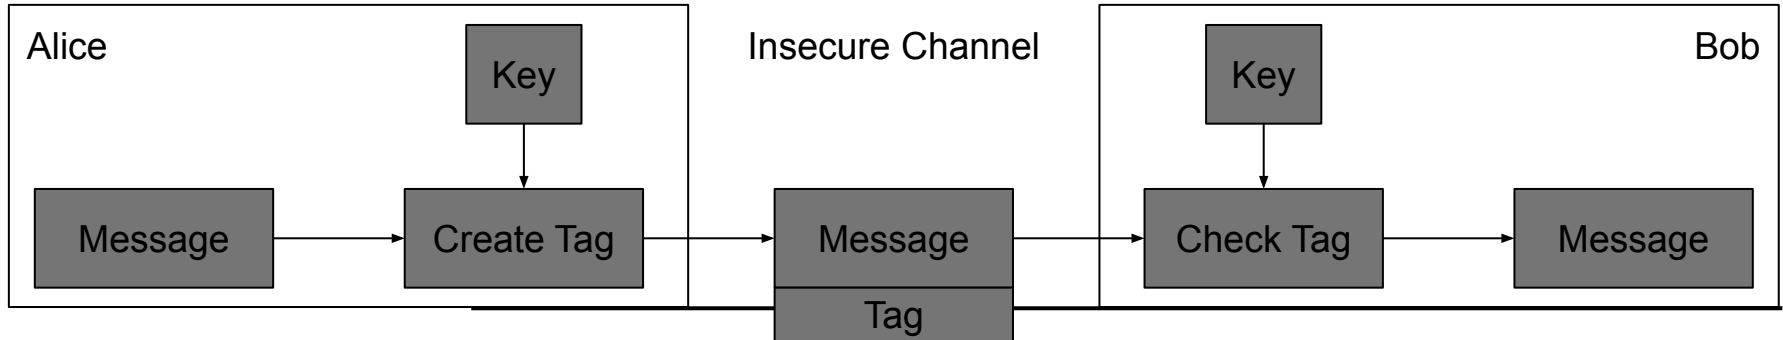 Alice
Insecure Channel
Bob
Key
Key
Message
Create Tag
Message
Check Tag
Message
Tag